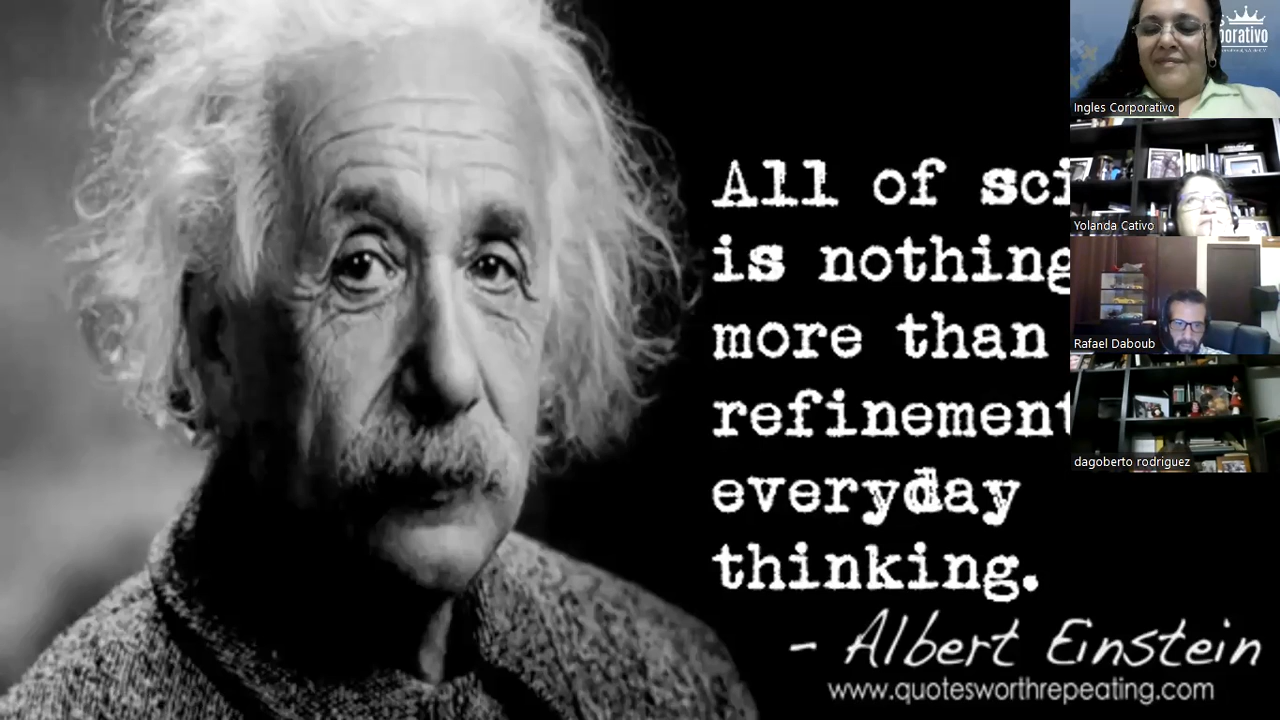 All of sci
is nothing
more than
refinement
everyday
thinking.
– Albert Einstein
www.quotesworthrepeating.com
orativo
Ingles Corporativo
Yolanda Cativo
Rafael Daboub
dagoberto rodriguez